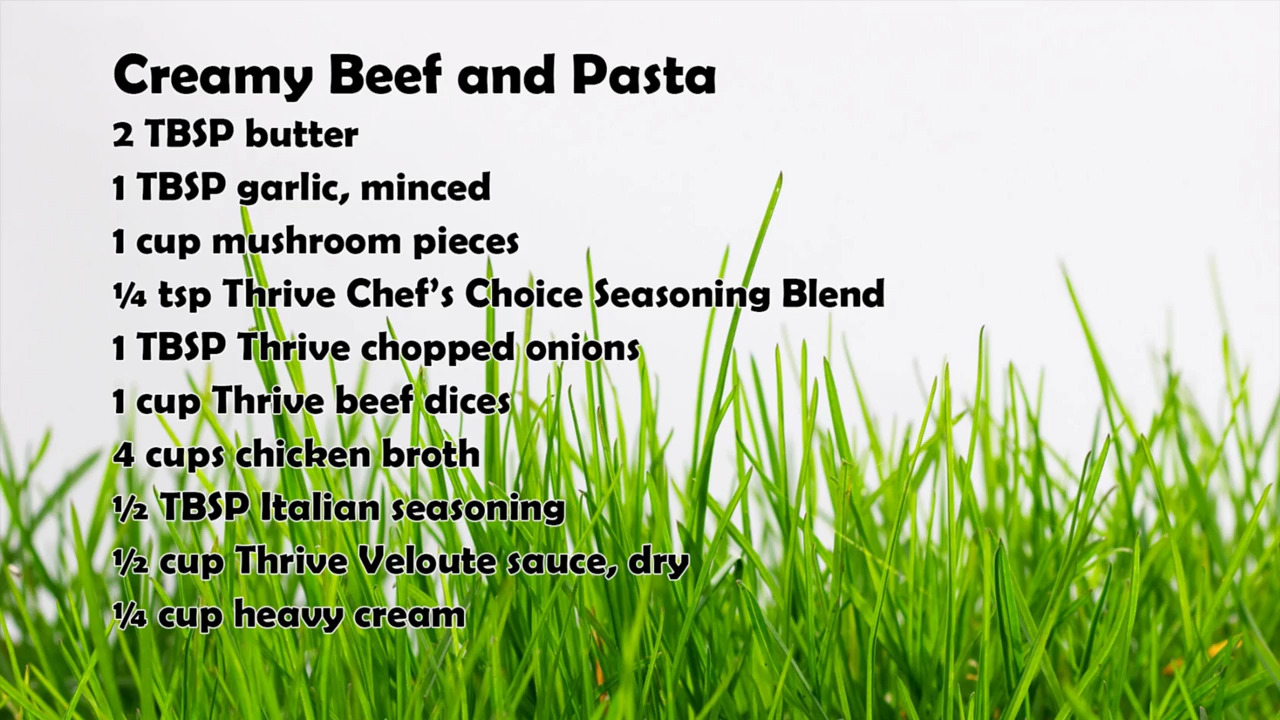 Creamy Beef and Pasta
2 TBSP butter
1 TBSP garlic, minced
1 cup mushroom pieces
¼ tsp Thrive Chef’s Choice Seasoning Blend
1 TBSP Thrive chopped onions
1 cup Thrive beef dices
4 cups chicken broth
½ TBSP Italian seasoning
½ cup Thrive Veloute sauce, dry
¼ cup heavy cream